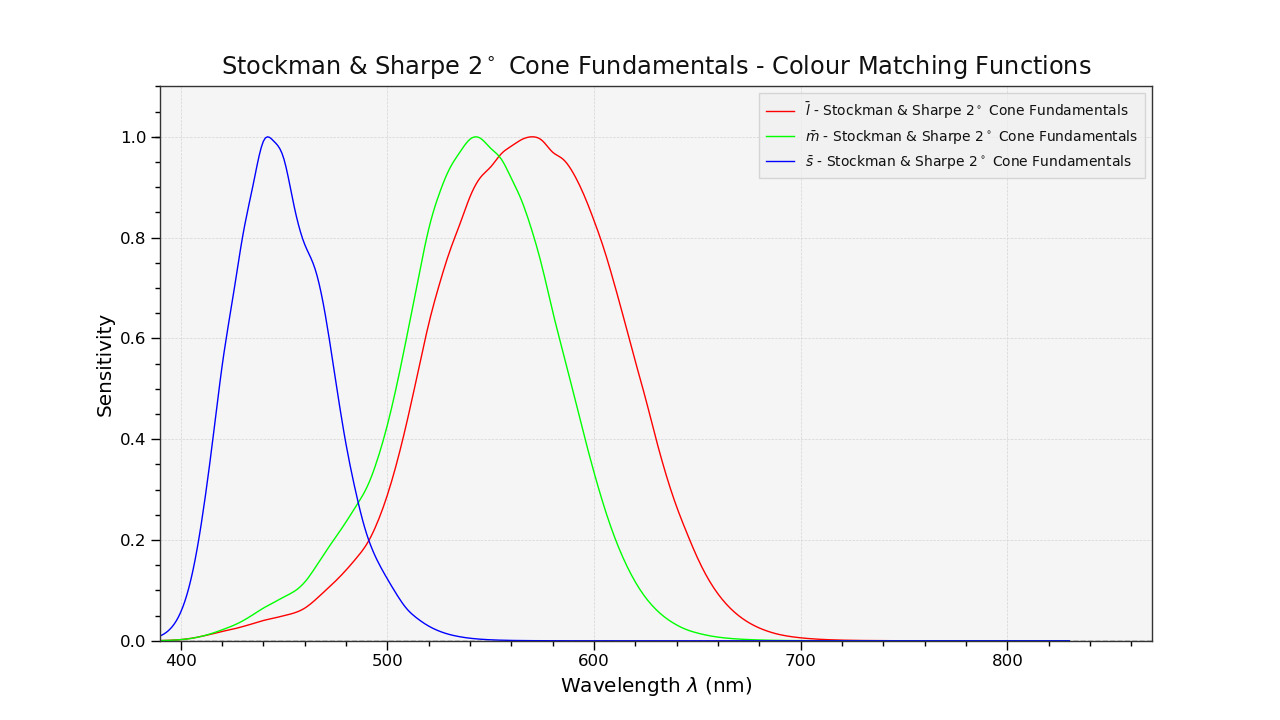 Stockman & Sharpe 2° Cone Fundamentals - Colour Matching Functions
l̄ - Stockman & Sharpe 2° Cone Fundamentals
m̄ - Stockman & Sharpe 2° Cone Fundamentals
s̄ - Stockman & Sharpe 2° Cone Fundamentals
Sensitivity
1.0
0.8
0.6
0.4
0.2
0.0
400 500 600 700 800
Wavelength λ (nm)